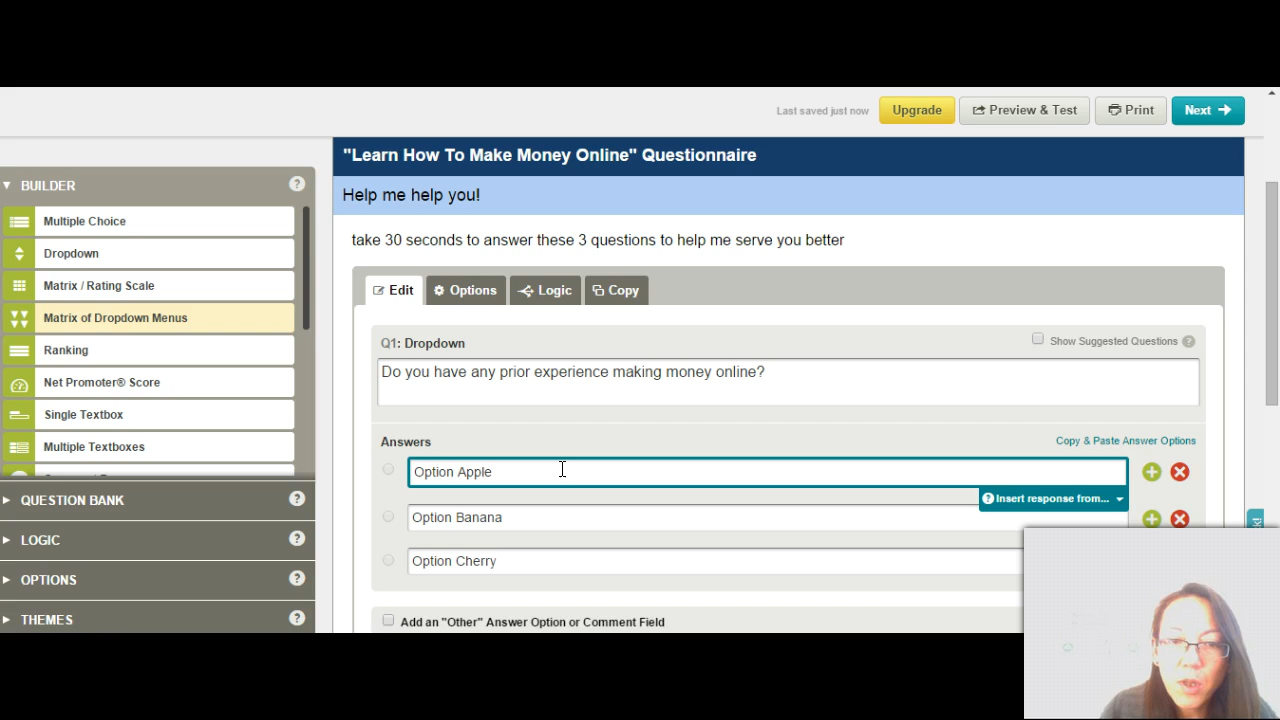 Last saved just now
Upgrade
Preview & Test
Print
Next
"Learn How To Make Money Online" Questionnaire
Help me help you!
take 30 seconds to answer these 3 questions to help me serve you better
BUILDER
Multiple Choice
Dropdown
Matrix / Rating Scale
Matrix of Dropdown Menus
Ranking
Net Promoter® Score
Single Textbox
Multiple Textboxes
QUESTION BANK
LOGIC
OPTIONS
THEMES
Edit
Options
Logic
Copy
Q1: Dropdown
Show Suggested Questions
Do you have any prior experience making money online?
Answers
Copy & Paste Answer Options
Option Apple
Insert response from...
Option Banana
Option Cherry
Add an "Other" Answer Option or Comment Field